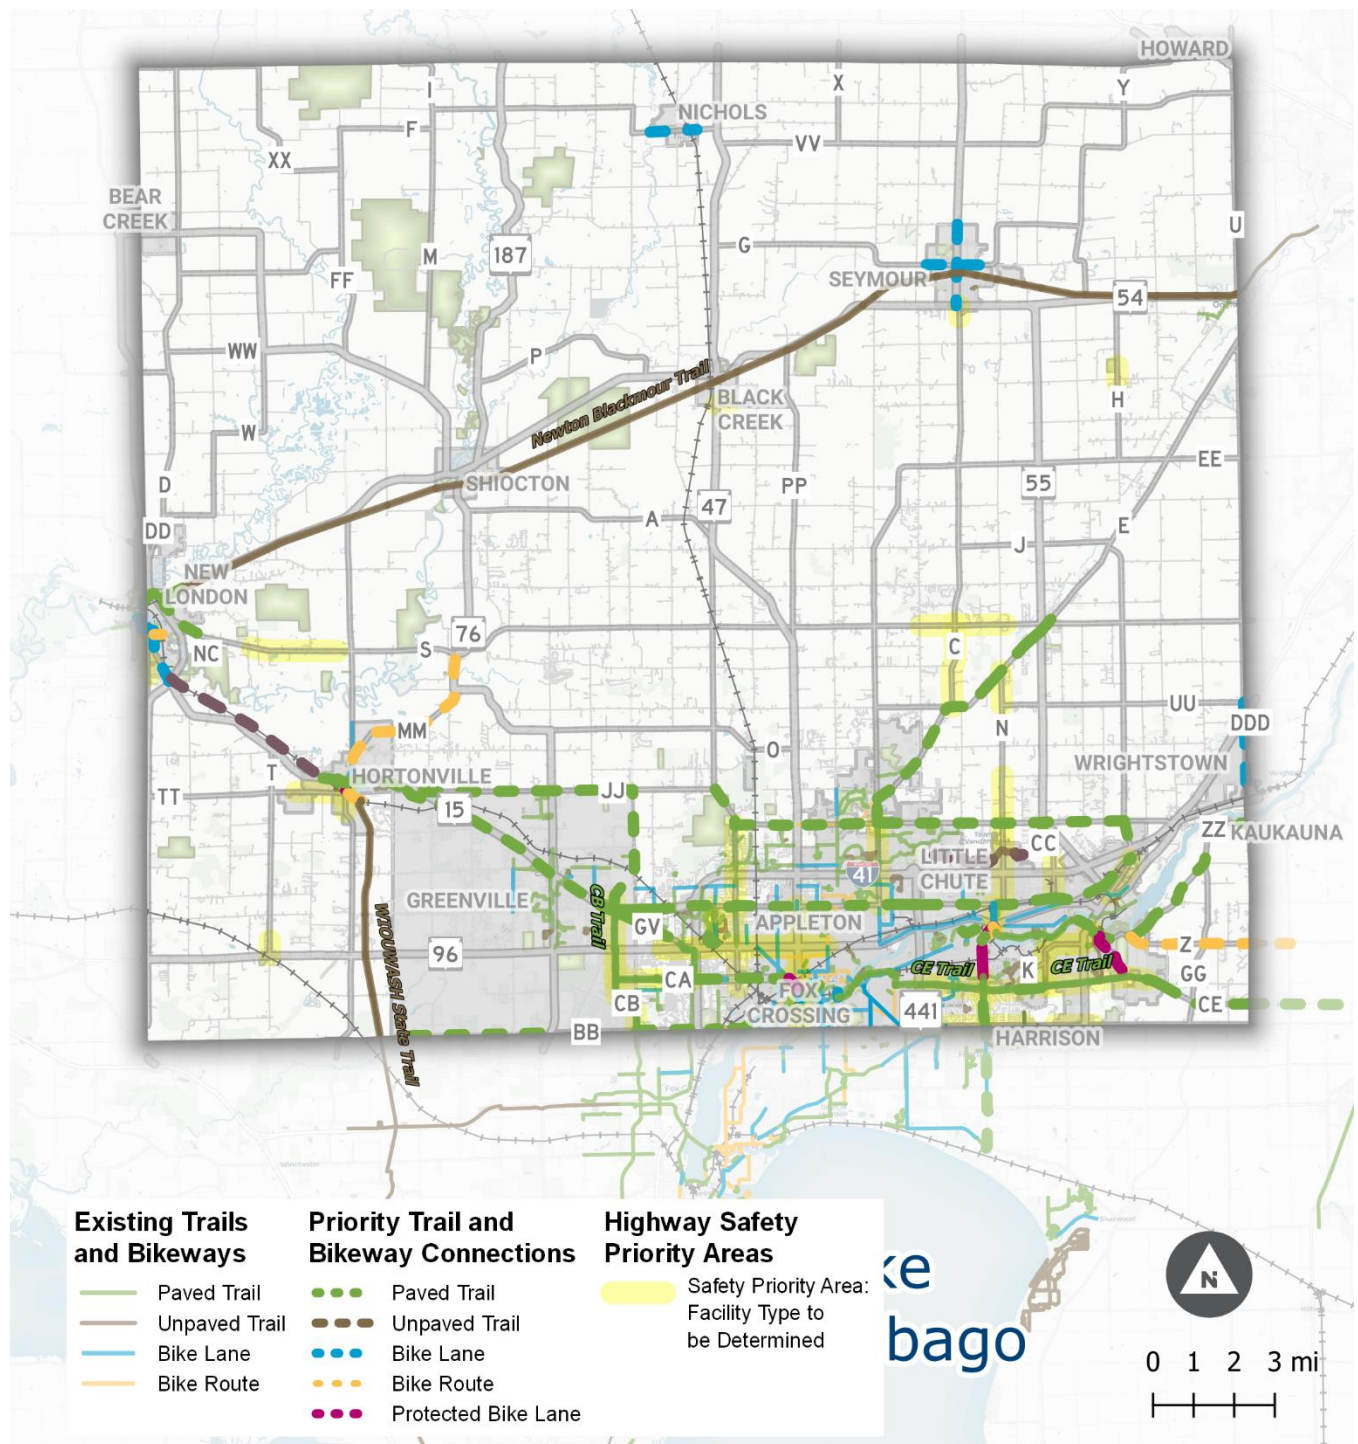 HOWARD
X
Y
I
NICHOLS
F
VV
XX
BEAR
CREEK
U
G
M
187
FF
SEYMOUR
54
WW
P
Newton Blackmour Trail
H
BLACK
CREEK
W
EE
D
SHIOCTON
PP
55
47
A
E
DD
J
NEW
LONDON
76
S
NC
C
UU
MM
N
DDD
O
WRIGHTSTOWN
T
HORTONVILLE
TT
JJ
15
ZZ
KAUKAUNA
CC
LITTLE
CHUTE
41
GREENVILLE
CB Trail
GV
APPLETON
WIOUWASH State Trail
96
Z
CE Trail
K
CE Trail
GG
CA
FOX
CROSSING
CB
441
CE
BB
HARRISON
Winchester
Sherwood
Existing Trails
and Bikeways
Paved Trail
Unpaved Trail
Bike Lane
Bike Route
Priority Trail and
Bikeway Connections
Paved Trail
Unpaved Trail
Bike Lane
Bike Route
Protected Bike Lane
Highway Safety
Priority Areas
Safety Priority Area:
Facility Type to
be Determined
ke
bago
N
0 1 2 3 mi